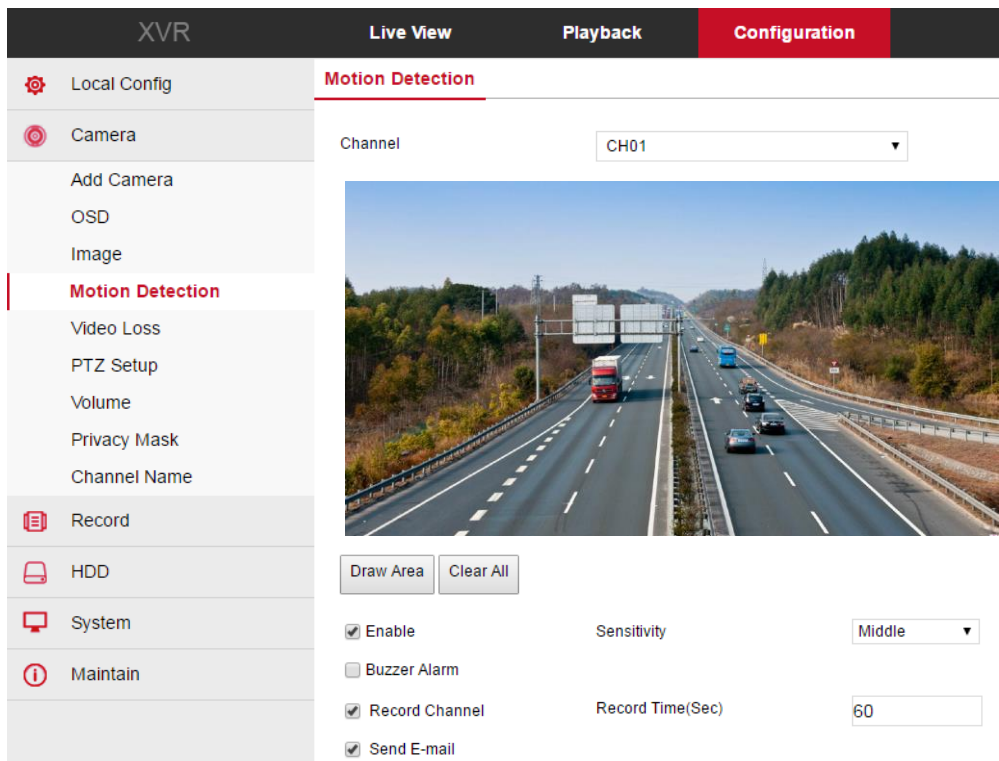 XVR Live View Playback Configuration
Local Config
Camera
Add Camera
OSD
Image
Motion Detection
Video Loss
PTZ Setup
Volume
Privacy Mask
Channel Name
Record
HDD
System
Maintain
Motion Detection
Channel CH01
Draw Area Clear All
Enable Sensitivity Middle
Buzzer Alarm
Record Channel Record Time(Sec) 60
Send E-mail